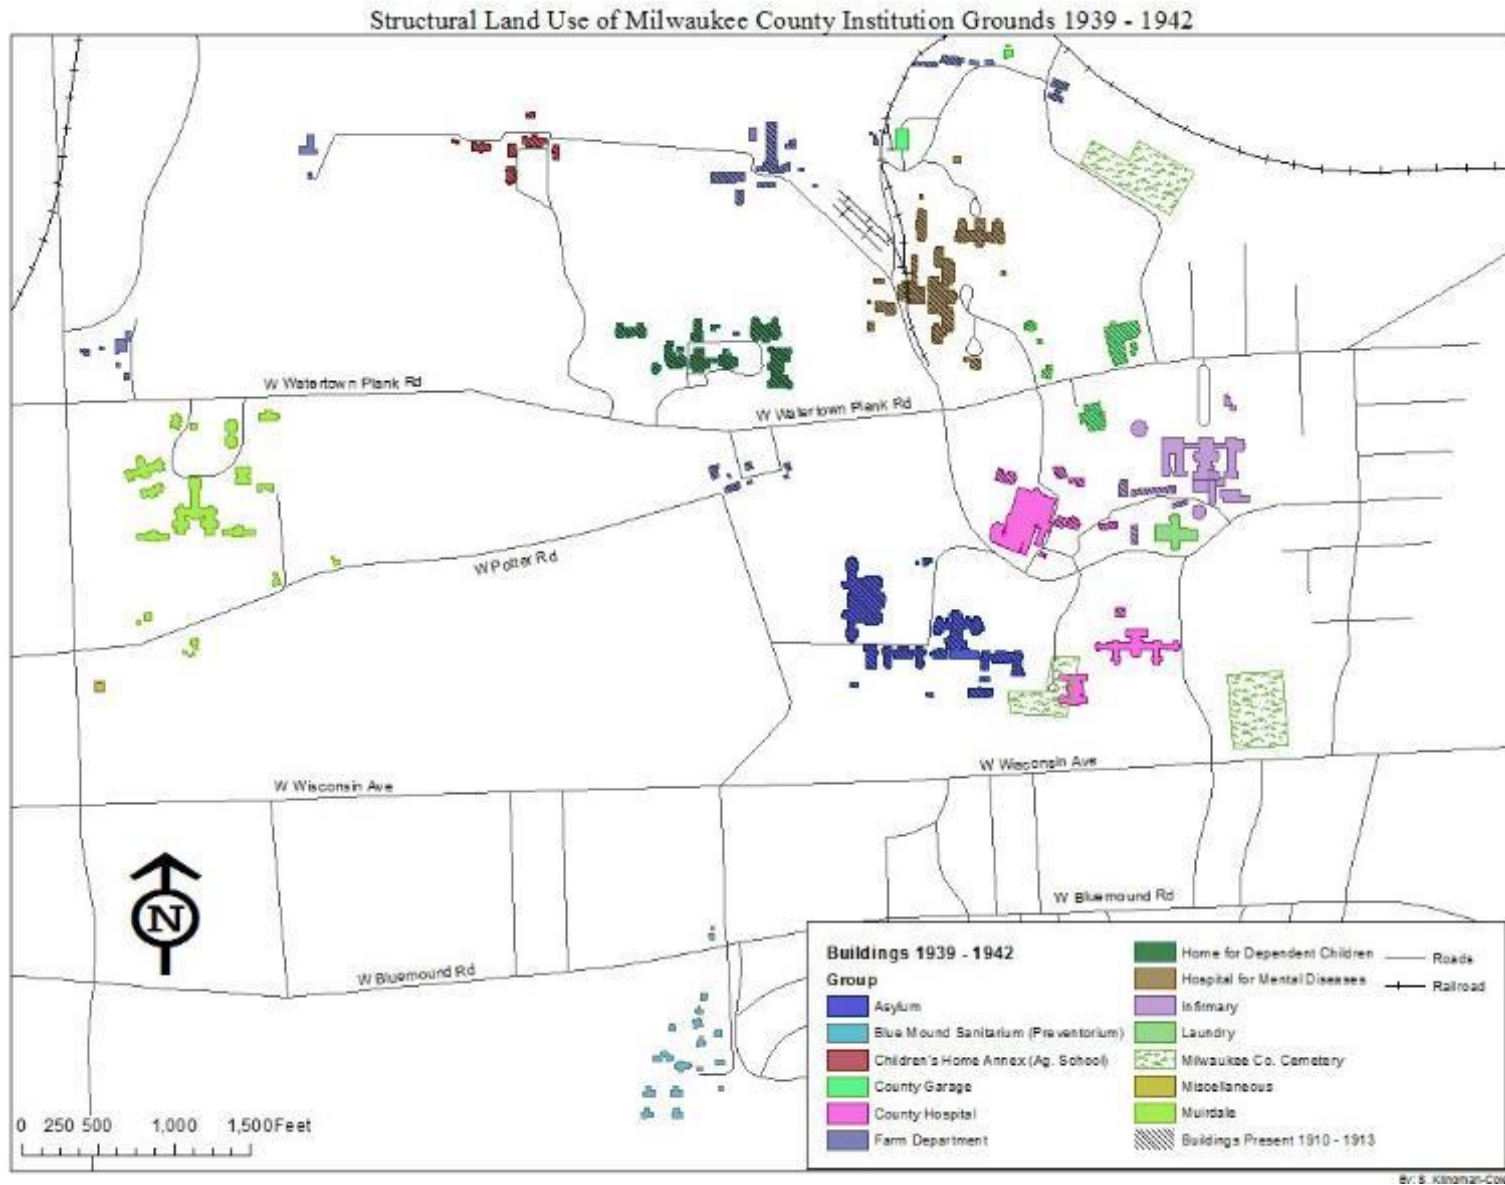 Structural Land Use of Milwaukee County Institution Grounds 1939 - 1942
W Watertown Plank Rd
W Watertown Plank Rd
W Potter Rd
W Wisconsin Ave
W Wisconsin Ave
W Bluemound Rd
W Bluemound Rd
N
0 250 500 1,000 1,500 Feet
Buildings 1939 - 1942
Group
Asylum
Blue Mound Sanitarium (Preventorium)
Children's Home Annex (Ag. School)
County Garage
County Hospital
Farm Department
Home for Dependent Children
Hospital for Mental Diseases
Infirmary
Laundry
Milwaukee Co. Cemetery
Miscellaneous
Muirdale
Buildings Present 1910 - 1913
Roads
Railroad
By: S.